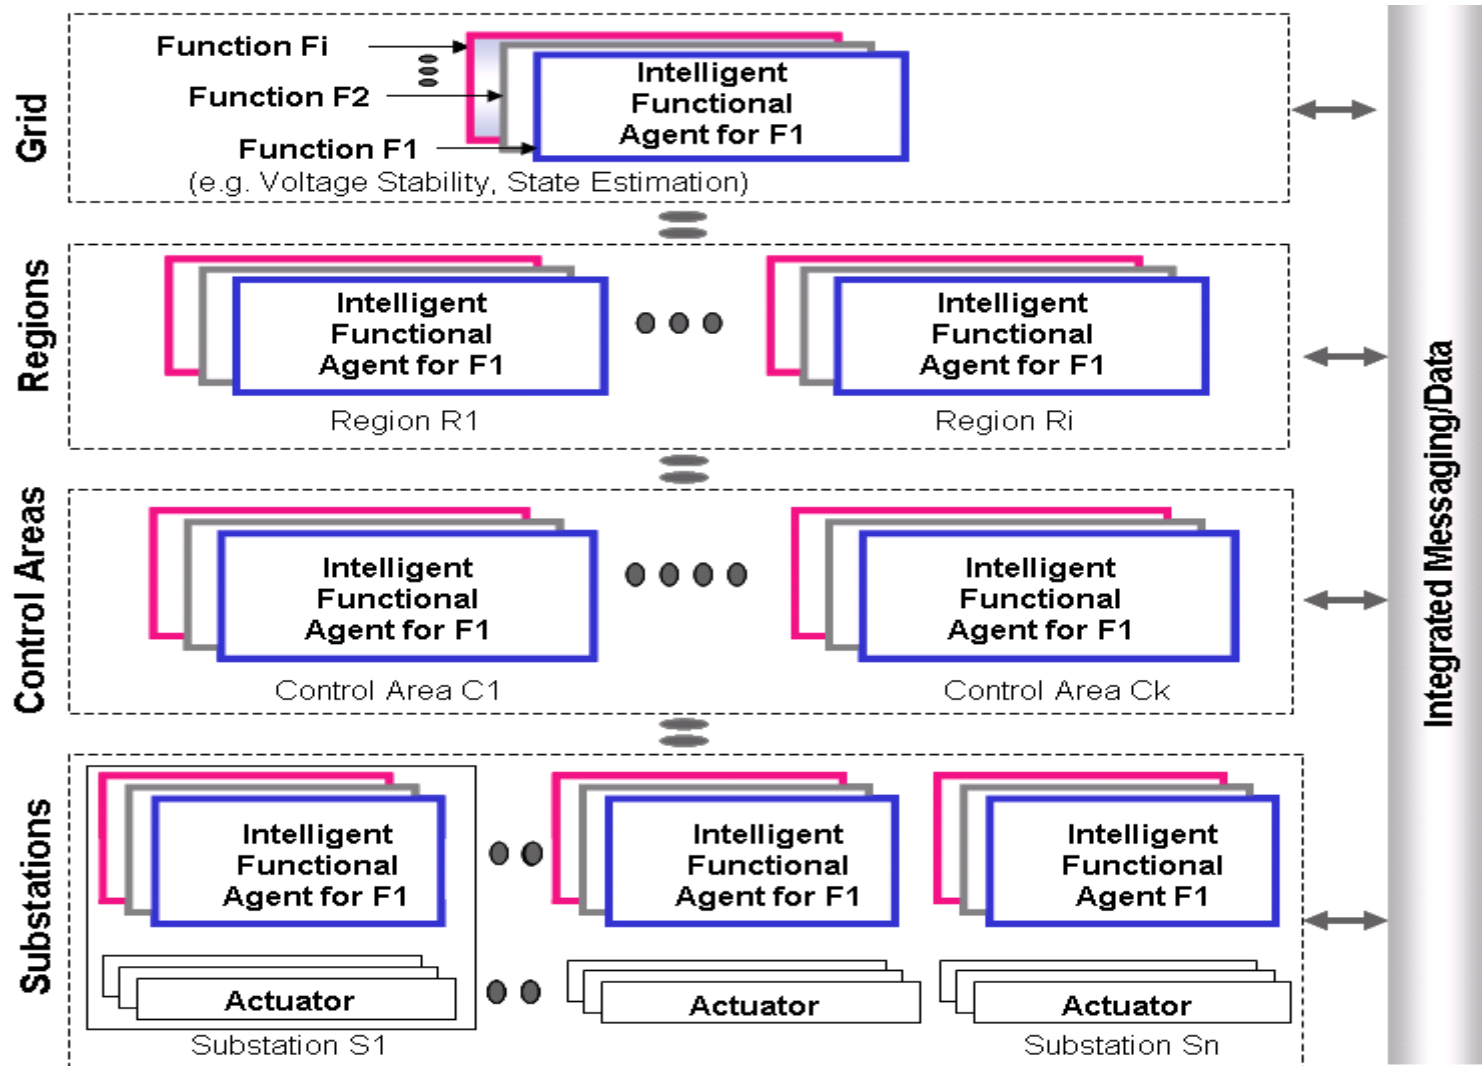 Grid
Function Fi
Function F2
Function F1
(e.g. Voltage Stability, State Estimation)
Intelligent
Functional
Agent for F1
Regions
Intelligent
Functional
Agent for F1
Region R1
Intelligent
Functional
Agent for F1
Region Ri
Control Areas
Intelligent
Functional
Agent for F1
Control Area C1
Intelligent
Functional
Agent for F1
Control Area Ck
Substations
Intelligent
Functional
Agent for F1
Actuator
Substation S1
Intelligent
Functional
Agent for F1
Actuator
Intelligent
Functional
Agent F1
Actuator
Substation Sn
Integrated Messaging/Data